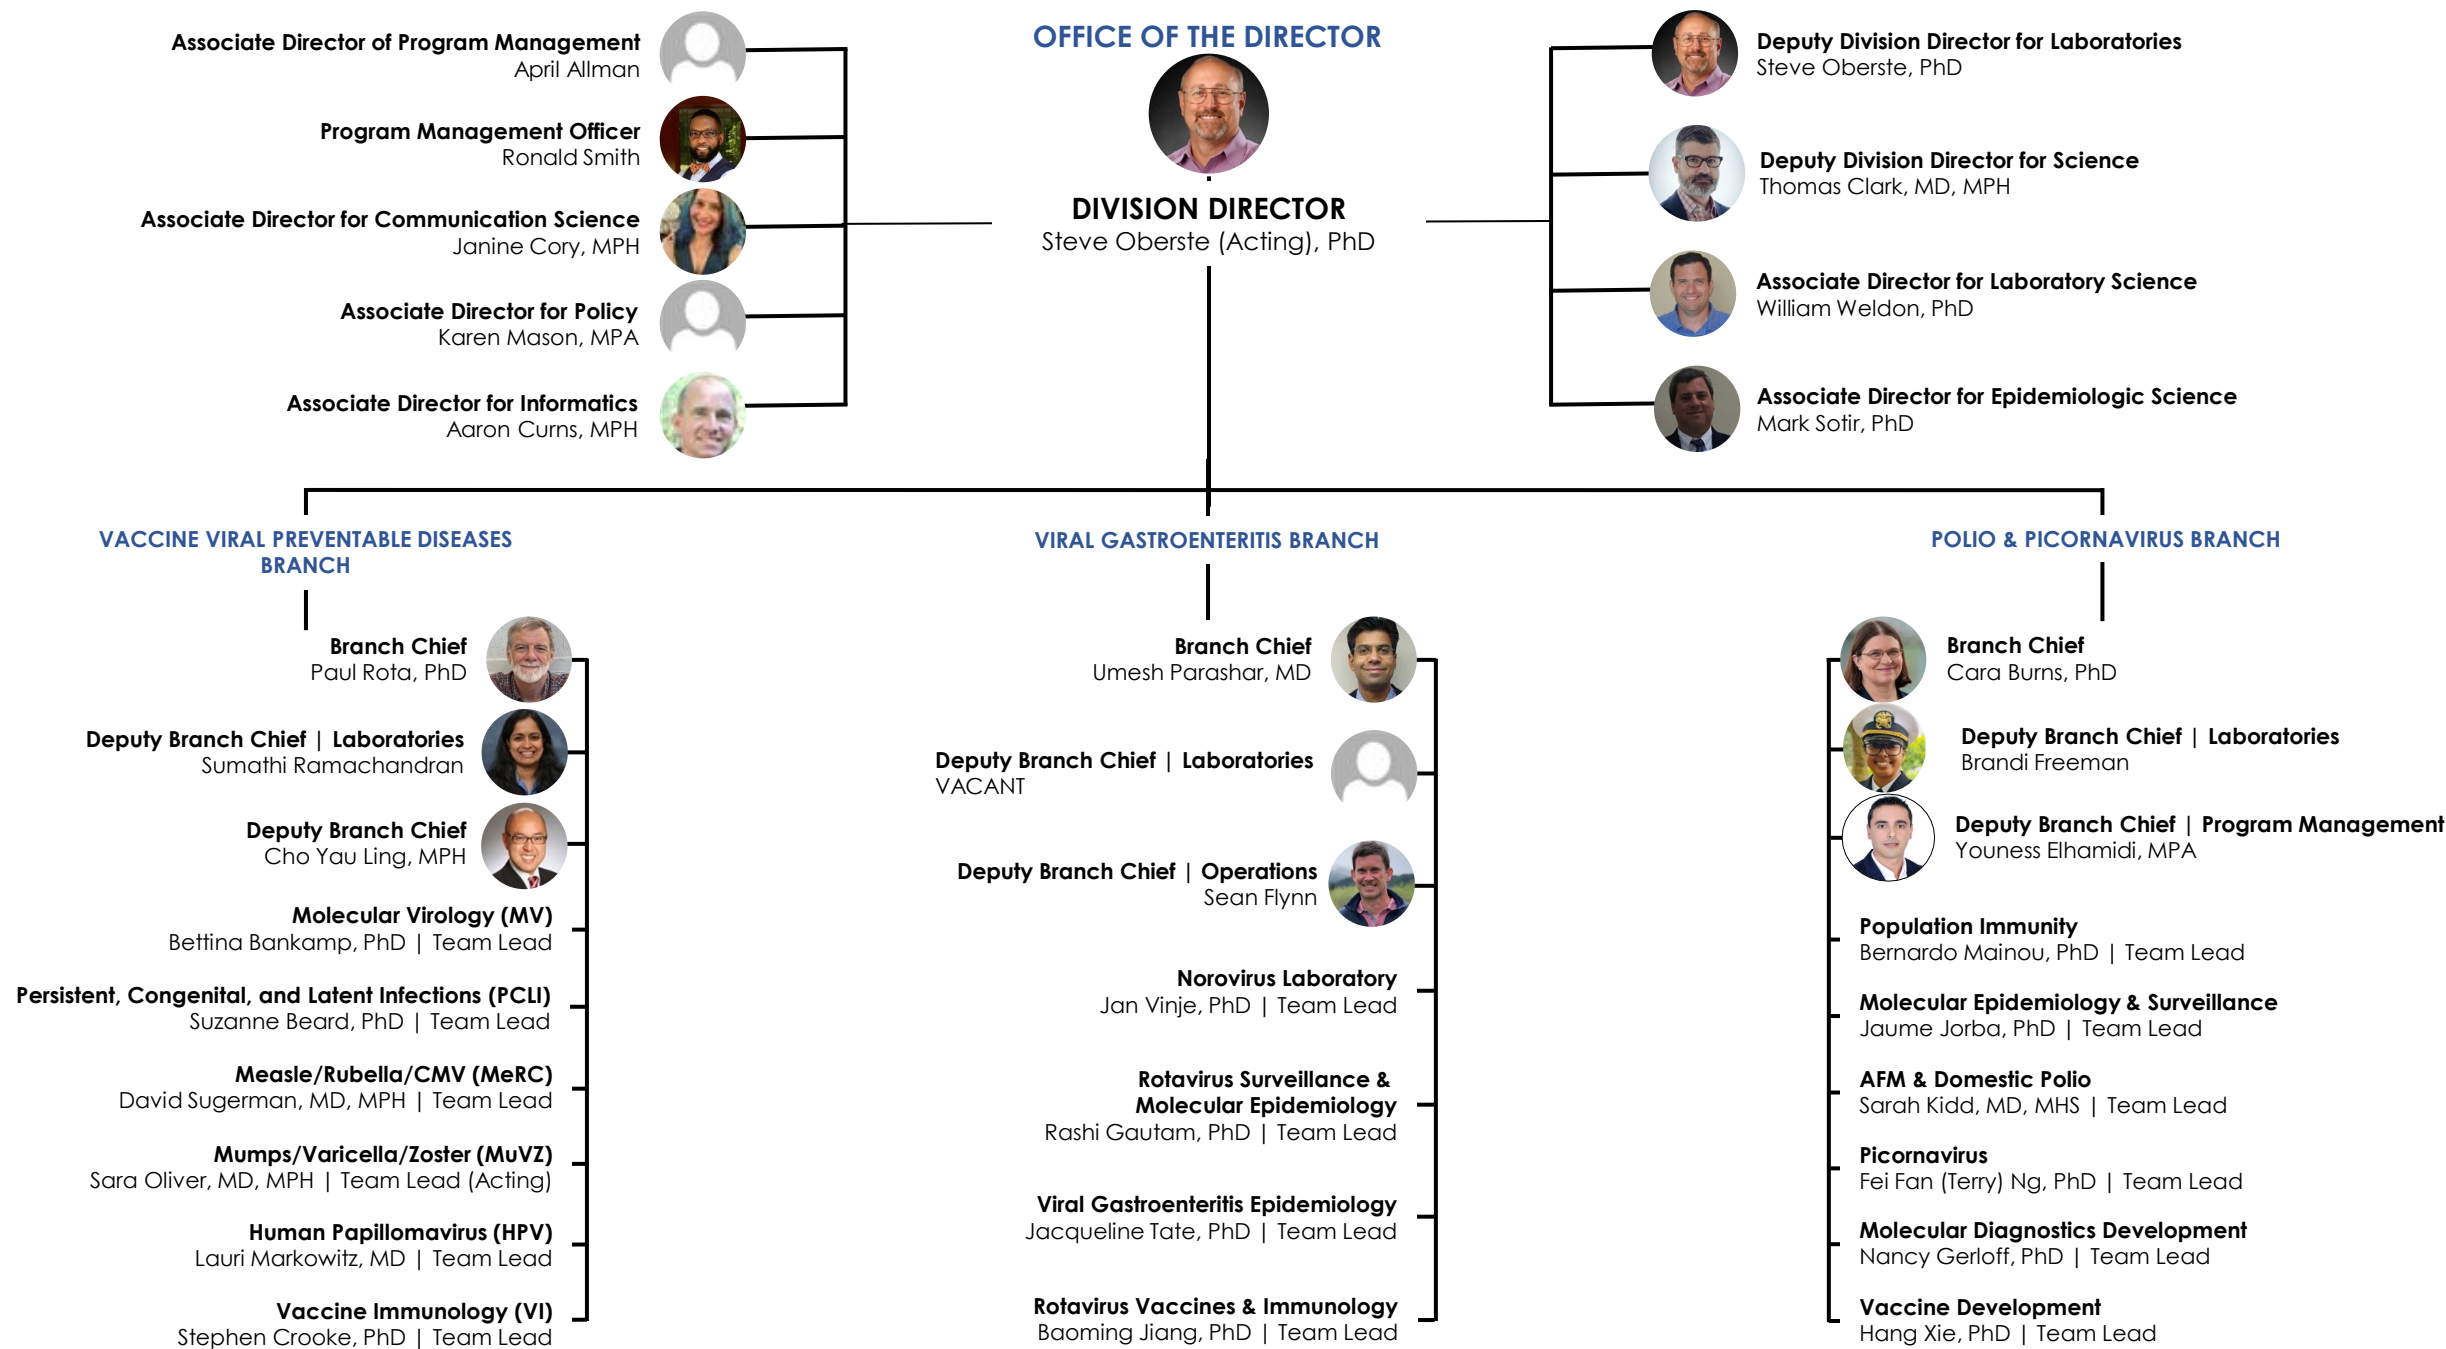 OFFICE OF THE DIRECTOR
DIVISION DIRECTOR
Steve Oberste (Acting), PhD
Associate Director of Program Management
April Allman
Program Management Officer
Ronald Smith
Associate Director for Communication Science
Janine Cory, MPH
Associate Director for Policy
Karen Mason, MPA
Associate Director for Informatics
Aaron Curns, MPH
Deputy Division Director for Laboratories
Steve Oberste, PhD
Deputy Division Director for Science
Thomas Clark, MD, MPH
Associate Director for Laboratory Science
William Weldon, PhD
Associate Director for Epidemiologic Science
Mark Sotir, PhD
VACCINE VIRAL PREVENTABLE DISEASES
BRANCH
Branch Chief
Paul Rota, PhD
Deputy Branch Chief | Laboratories
Sumathi Ramachandran
Deputy Branch Chief
Cho Yau Ling, MPH
Molecular Virology (MV)
Bettina Bankamp, PhD | Team Lead
Persistent, Congenital, and Latent Infections (PCLI)
Suzanne Beard, PhD | Team Lead
Measle/Rubella/CMV (MeRC)
David Sugerman, MD, MPH | Team Lead
Mumps/Varicella/Zoster (MuVZ)
Sara Oliver, MD, MPH | Team Lead (Acting)
Human Papillomavirus (HPV)
Lauri Markowitz, MD | Team Lead
Vaccine Immunology (VI)
Stephen Crooke, PhD | Team Lead
VIRAL GASTROENTERITIS BRANCH
Branch Chief
Umesh Parashar, MD
Deputy Branch Chief | Laboratories
VACANT
Deputy Branch Chief | Operations
Sean Flynn
Norovirus Laboratory
Jan Vinje, PhD | Team Lead
Rotavirus Surveillance &
Molecular Epidemiology
Rashi Gautam, PhD | Team Lead
Viral Gastroenteritis Epidemiology
Jacqueline Tate, PhD | Team Lead
Rotavirus Vaccines & Immunology
Baoming Jiang, PhD | Team Lead
POLIO & PICORNAVIRUS BRANCH
Branch Chief
Cara Burns, PhD
Deputy Branch Chief | Laboratories
Brandi Freeman
Deputy Branch Chief | Program Management
Youness Elhamidi, MPA
Population Immunity
Bernardo Mainou, PhD | Team Lead
Molecular Epidemiology & Surveillance
Jaume Jorba, PhD | Team Lead
AFM & Domestic Polio
Sarah Kidd, MD, MHS | Team Lead
Picornavirus
Fei Fan (Terry) Ng, PhD | Team Lead
Molecular Diagnostics Development
Nancy Gerloff, PhD | Team Lead
Vaccine Development
Hang Xie, PhD | Team Lead